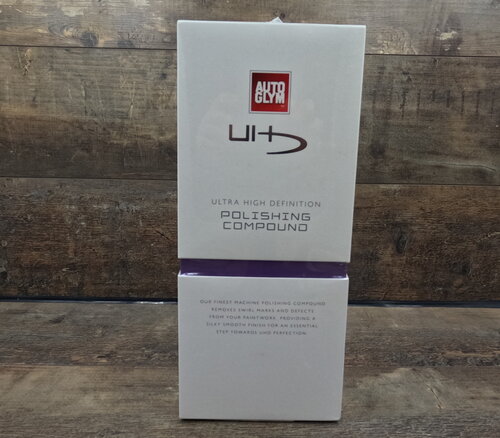 AUTO
GLYM
UHD
ULTRA HIGH DEFINITION
POLISHING
COMPOUND
OUR FINEST MACHINE POLISHING COMPOUND
REMOVES SWIRL MARKS AND DEFECTS
FROM YOUR PAINTWORK, PROVIDING A
SILKY SMOOTH FINISH FOR AN ESSENTIAL
STEP TOWARDS UHD PERFECTION